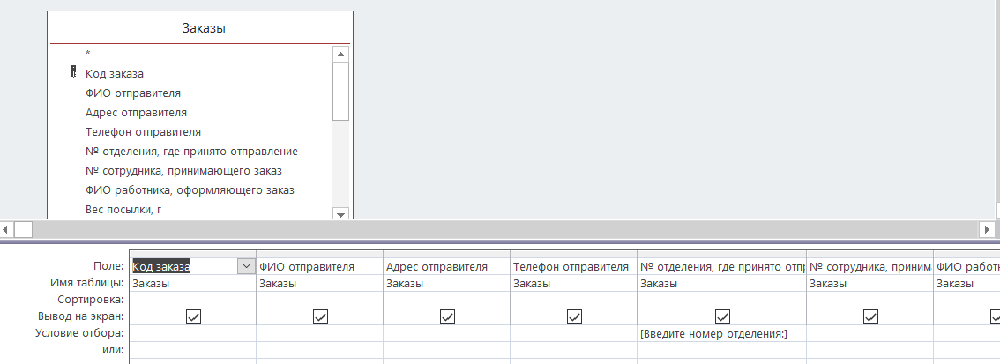 Заказы
*
Код заказа
ФИО отправителя
Адрес отправителя
Телефон отправителя
№ отделения, где принято отправление
№ сотрудника, принимающего заказ
ФИО работника, оформляющего заказ
Вес посылки, г
Поле: Код заказа ФИО отправителя Адрес отправителя Телефон отправителя № отделения, где принято отпр № сотрудника, приним ФИО работн
Имя таблицы: Заказы Заказы Заказы Заказы Заказы Заказы Заказы
Сортировка:
Вывод на экран:
Условие отбора: [Введите номер отделения:]
или: